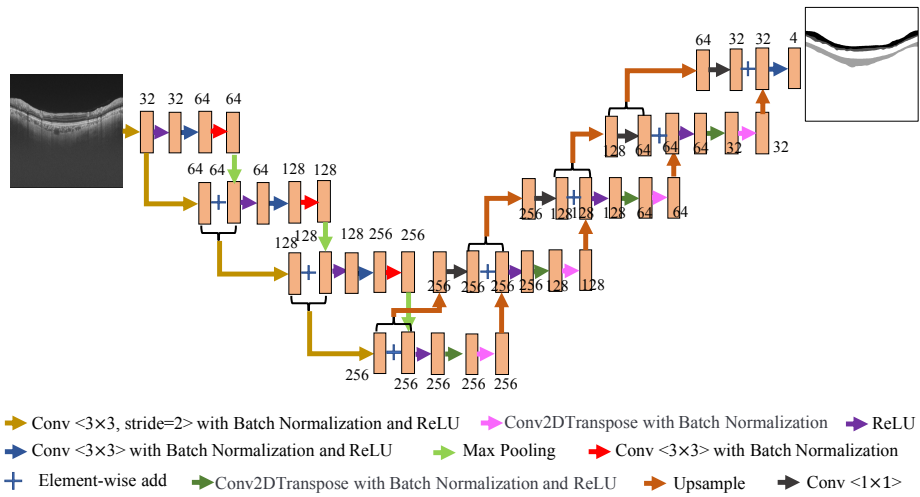 64 32 32 4
32 32 64 64
128 64 64 64 32 32
64 64 64 128 128
256 128 128 128 64 64
128 128 128 256 256
256 256 256 256 128 128
256 256 256 256 256
Conv <3×3, stride=2> with Batch Normalization and ReLU Conv2DTranspose with Batch Normalization ReLU
Conv <3×3> with Batch Normalization and ReLU Max Pooling Conv <3×3> with Batch Normalization
Element-wise add Conv2DTranspose with Batch Normalization and ReLU Upsample Conv <1×1>